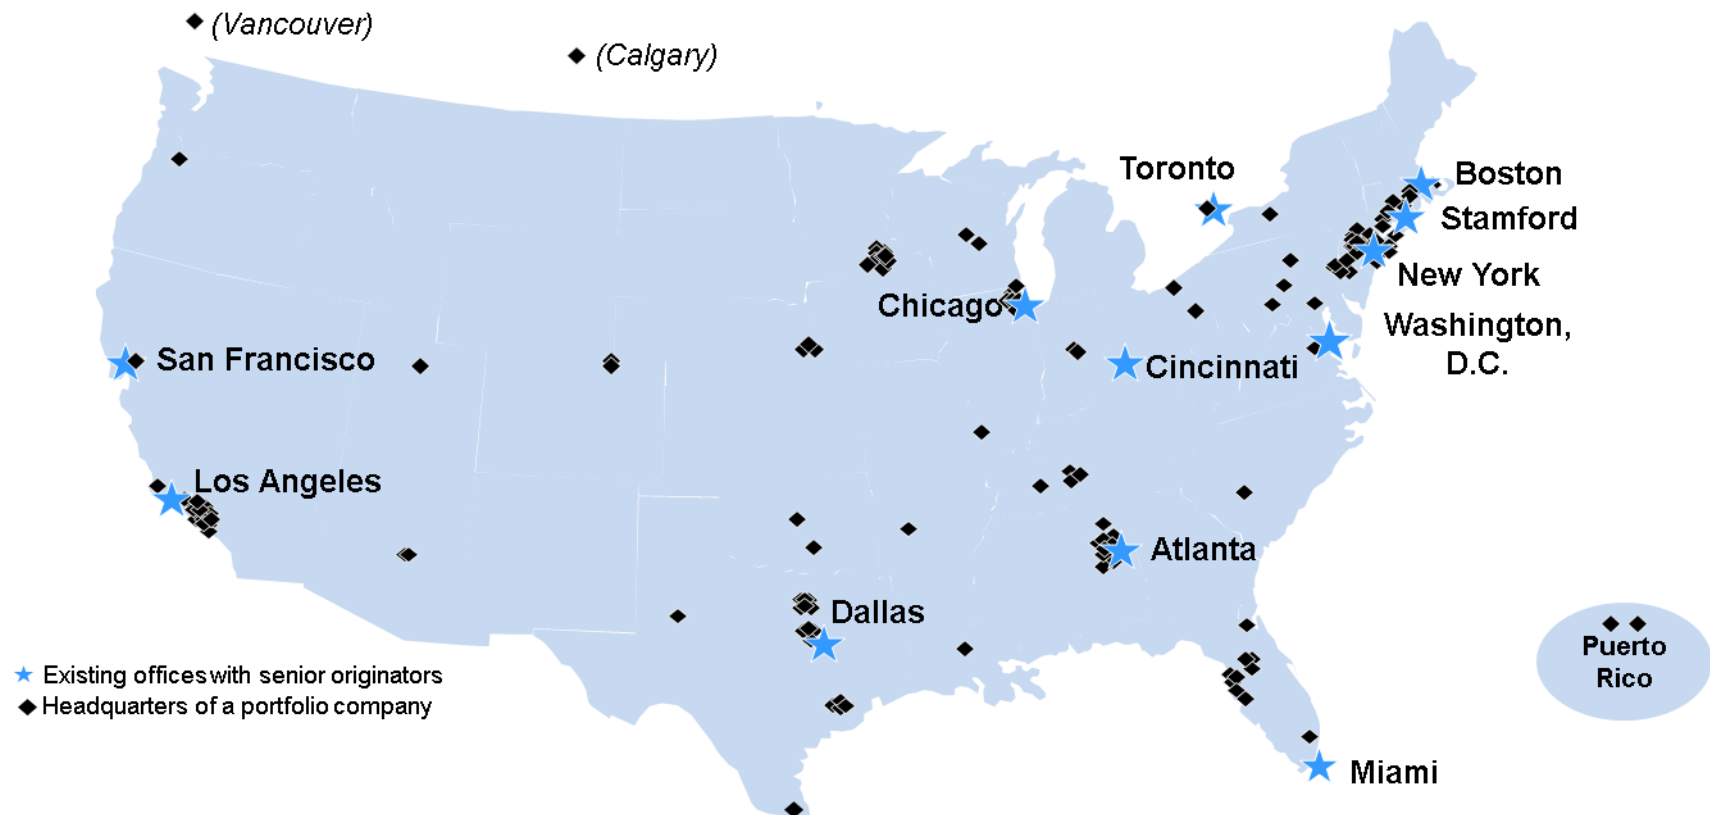 (Vancouver)
(Calgary)
Toronto
Boston
Stamford
New York
Chicago
Washington,
D.C.
San Francisco
Cincinnati
Los Angeles
Atlanta
Dallas
Puerto
Rico
Existing offices with senior originators
Headquarters of a portfolio company
Miami